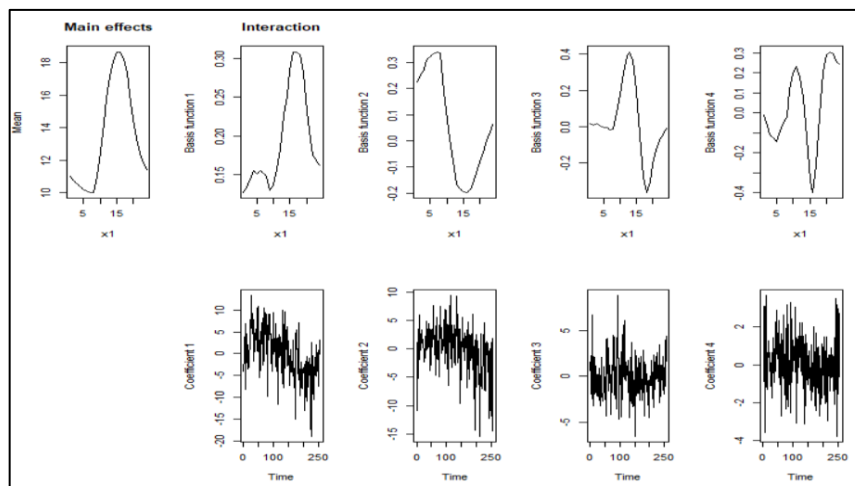 Main effects
Interaction
Mean
10 12 14 16 18
5 15
x1
Basis function 1
0.15 0.20 0.25 0.30
5 15
x1
Basis function 2
-0.2 -0.1 0.0 0.1 0.2 0.3
5 15
x1
Basis function 3
-0.2 0.0 0.2 0.4
5 15
x1
Basis function 4
-0.4 -0.2 0.0 0.1 0.2 0.3
5 15
x1
Coefficient 1
-20 -15 -10 -5 0 5 10
0 100 250
Time
Coefficient 2
-15 -10 -5 0 5 10
0 100 250
Time
Coefficient 3
-5 0 5
0 100 250
Time
Coefficient 4
-4 -2 0 2
0 100 250
Time